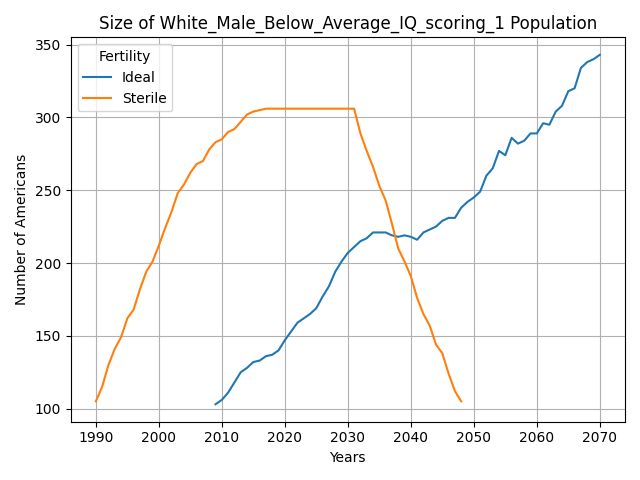 Size of White_Male_Below_Average_IQ_scoring_1 Population
350
300
250
200
150
100
Number of Americans
Fertility
Ideal
Sterile
1990 2000 2010 2020 2030 2040 2050 2060 2070
Years